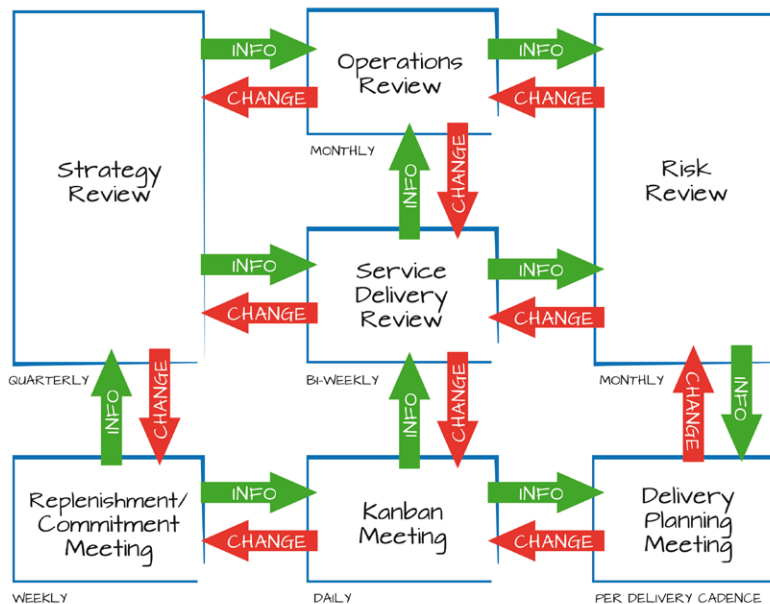 INFO
INFO
Operations
Review
CHANGE
CHANGE
MONTHLY
Strategy
Review
INFO
CHANGE
Risk
Review
INFO
Service
Delivery
Review
INFO
CHANGE
CHANGE
QUARTERLY
BI-WEEKLY
MONTHLY
INFO
CHANGE
INFO
CHANGE
CHANGE
INFO
Replenishment/
Commitment
Meeting
INFO
CHANGE
Kanban
Meeting
INFO
CHANGE
Delivery
Planning
Meeting
WEEKLY
DAILY
PER DELIVERY CADENCE